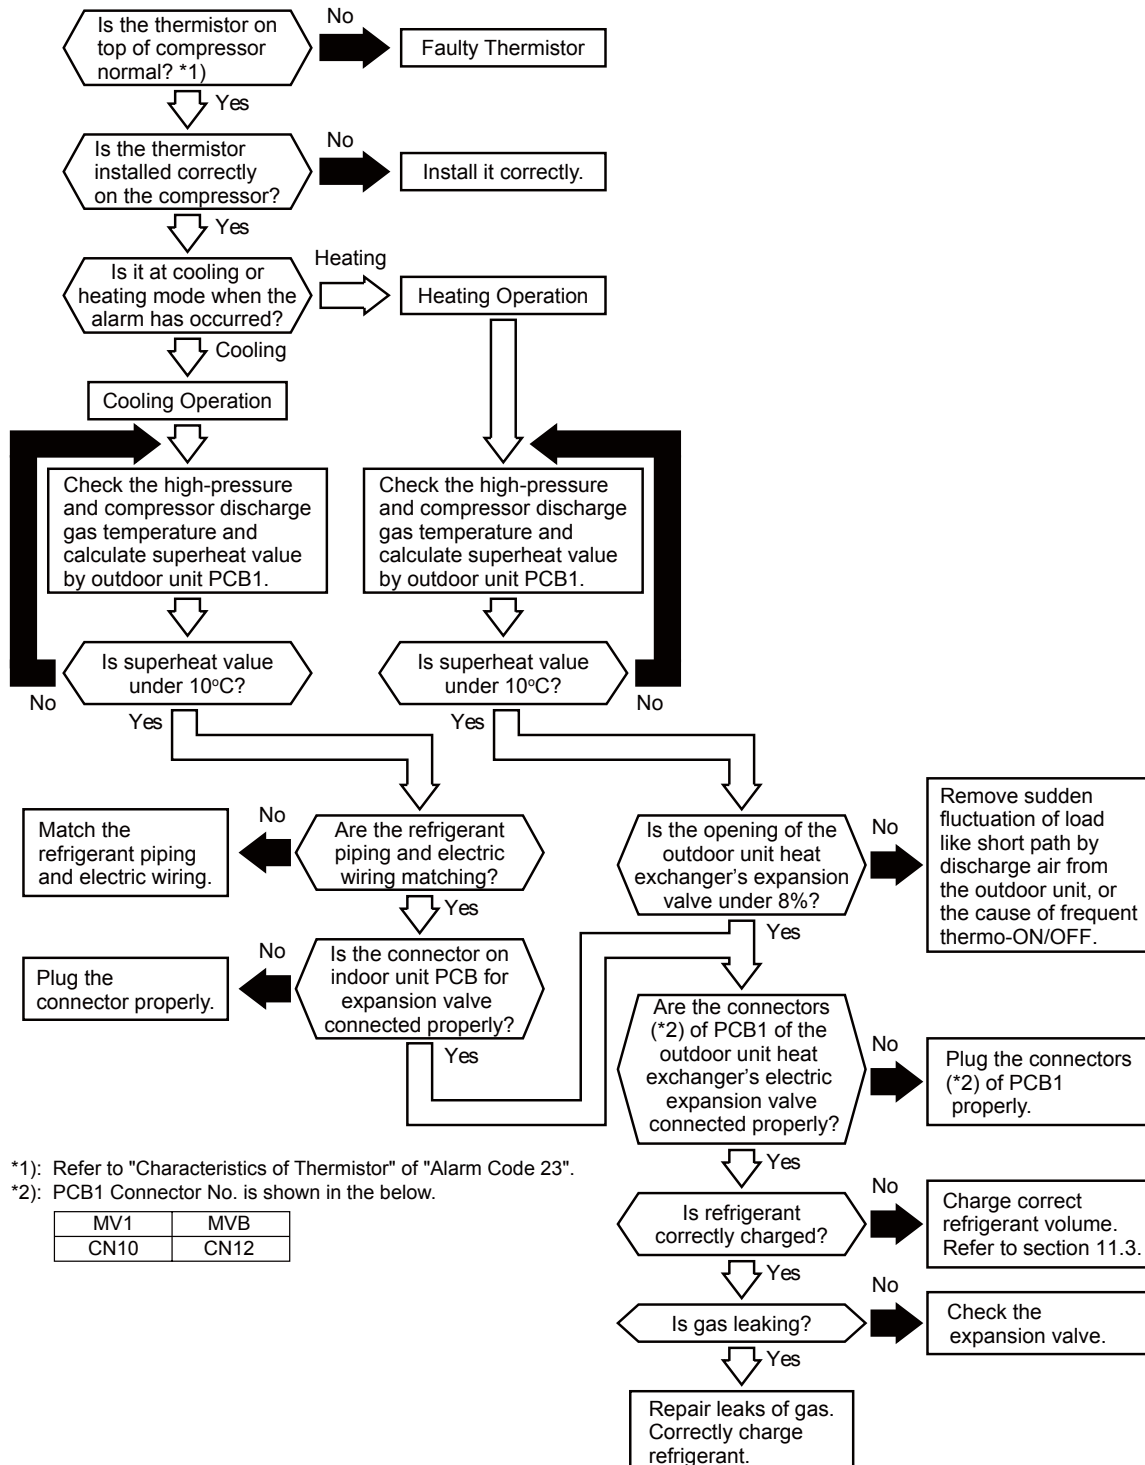 Is the thermistor on
top of compressor
normal? *1)
No
Faulty Thermistor
Yes
Is the thermistor
installed correctly
on the compressor?
No
Install it correctly.
Yes
Is it at cooling or
heating mode when the
alarm has occurred?
Heating
Heating Operation
Cooling
Cooling Operation
Check the high-pressure
and compressor discharge
gas temperature and
calculate superheat value
by outdoor unit PCB1.
Check the high-pressure
and compressor discharge
gas temperature and
calculate superheat value
by outdoor unit PCB1.
Is superheat value
under 10°C?
No
Yes
Is superheat value
under 10°C?
Yes
No
Match the
refrigerant piping
and electric wiring.
No
Are the refrigerant
piping and electric
wiring matching?
Yes
Is the opening of the
outdoor unit heat
exchanger's expansion
valve under 8%?
No
Remove sudden
fluctuation of load
like short path by
discharge air from
the outdoor unit, or
the cause of frequent
thermo-ON/OFF.
Yes
Plug the
connector properly.
No
Is the connector on
indoor unit PCB for
expansion valve
connected properly?
Yes
Are the connectors
(*2) of PCB1 of the
outdoor unit heat
exchanger's electric
expansion valve
connected properly?
No
Plug the connectors
(*2) of PCB1
properly.
Yes
*1): Refer to "Characteristics of Thermistor" of "Alarm Code 23".
*2): PCB1 Connector No. is shown in the below.
MV1 MVB
CN10 CN12
Is refrigerant
correctly charged?
No
Charge correct
refrigerant volume.
Refer to section 11.3.
Yes
Is gas leaking?
No
Check the
expansion valve.
Yes
Repair leaks of gas.
Correctly charge
refrigerant.